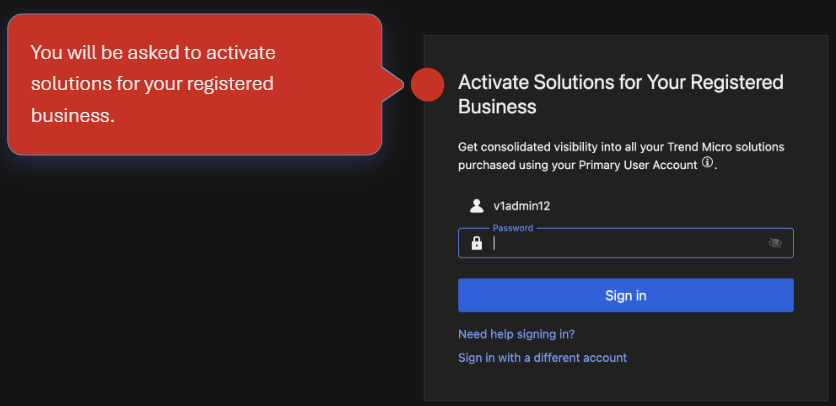 You will be asked to activate
solutions for your registered
business.
Activate Solutions for Your Registered
Business
Get consolidated visibility into all your Trend Micro solutions
purchased using your Primary User Account ⓘ.
v1admin12
Password
Sign in
Need help signing in?
Sign in with a different account